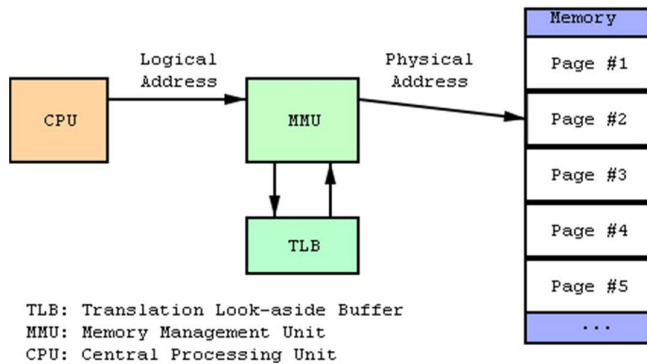 Memory
Logical
Address
Physical
Address
Page #1
CPU
MMU
Page #2
Page #3
TLB
Page #4
Page #5
...
TLB: Translation Look-aside Buffer
MMU: Memory Management Unit
CPU: Central Processing Unit